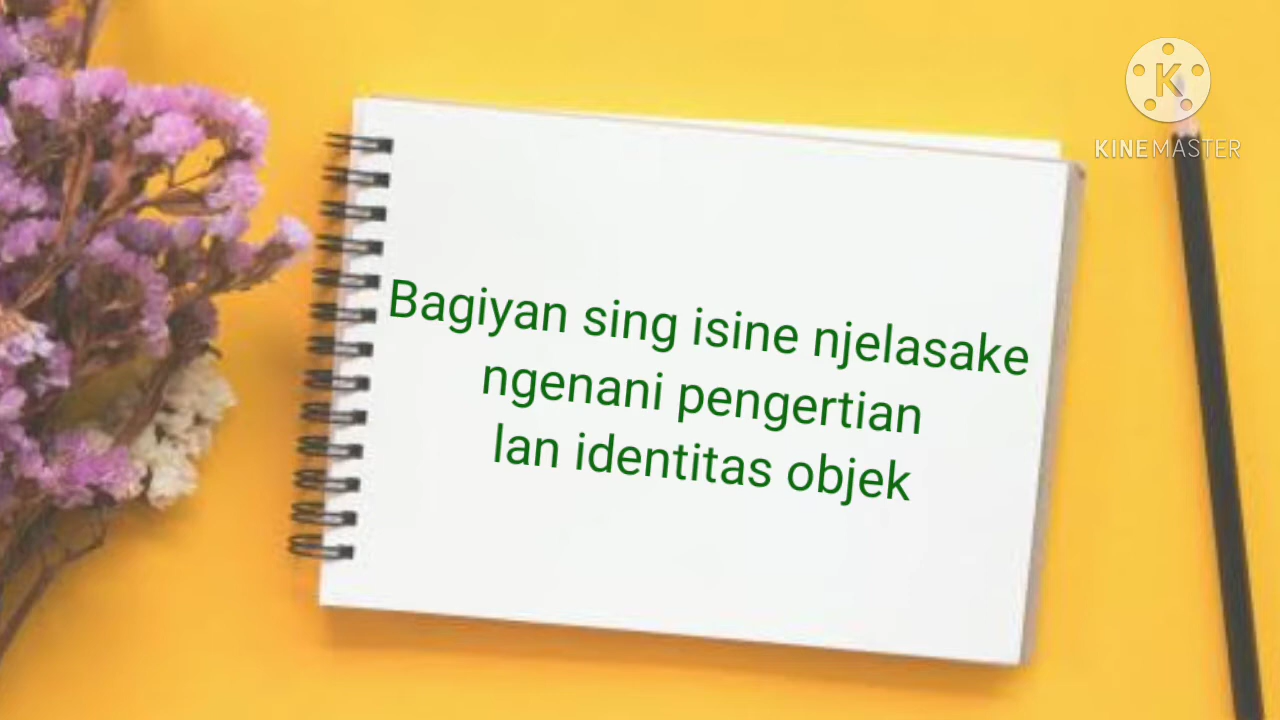 KINEMASTER
Bagiyan sing isine njelasake
ngenani pengertian
lan identitas objek